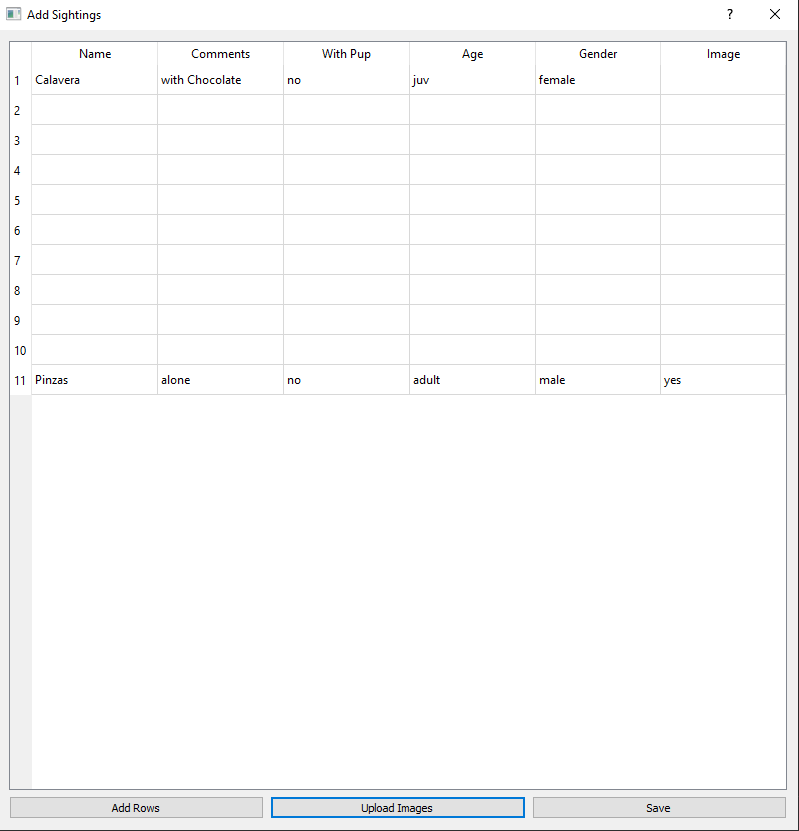 Add Sightings ?
Name Comments With Pup Age Gender Image
1 Calavera with Chocolate no juv female
2
3
4
5
6
7
8
9
10
11 Pinzas alone no adult male yes
Add Rows Upload Images Save